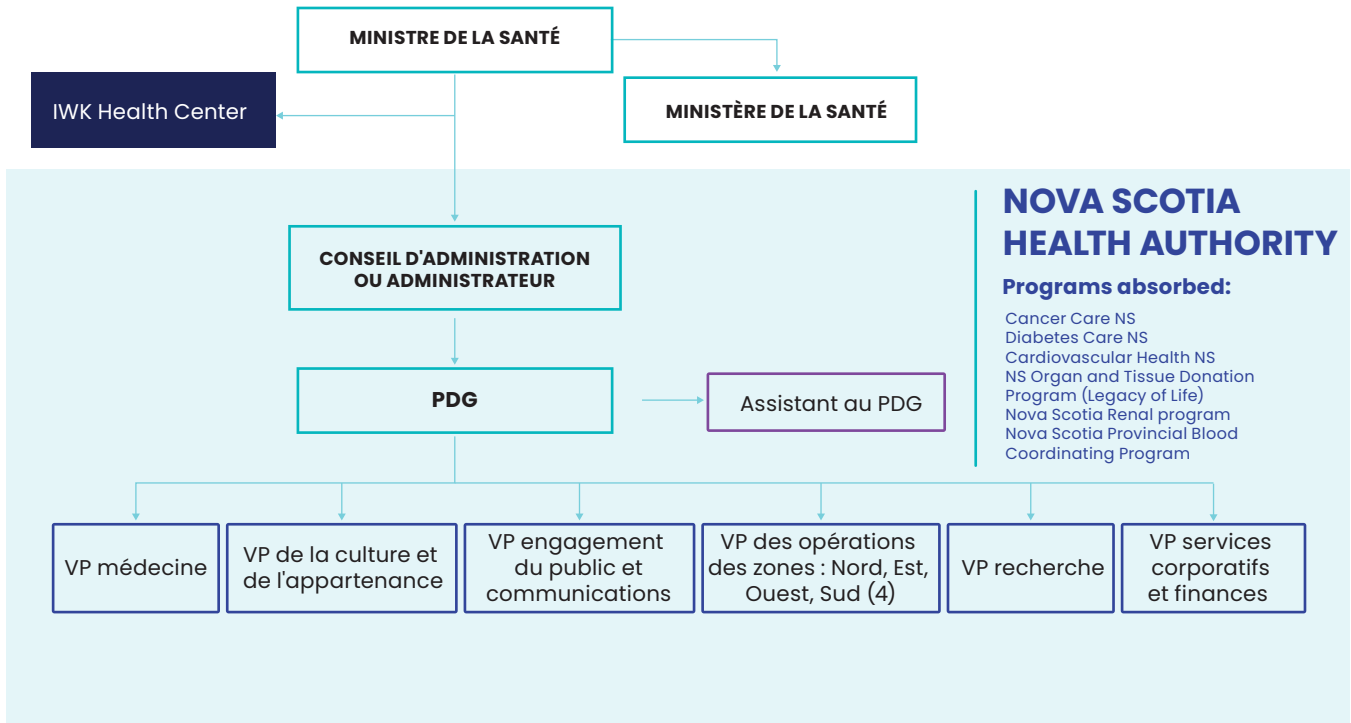 MINISTRE DE LA SANTÉ
IWK Health Center
MINISTÈRE DE LA SANTÉ
NOVA SCOTIA
HEALTH AUTHORITY
Programs absorbed:
Cancer Care NS
Diabetes Care NS
Cardiovascular Health NS
NS Organ and Tissue Donation
Program (Legacy of Life)
Nova Scotia Renal program
Nova Scotia Provincial Blood
Coordinating Program
CONSEIL D'ADMINISTRATION
OU ADMINISTRATEUR
PDG
Assistant au PDG
VP médecine
VP de la culture et
de l'appartenance
VP engagement
du public et
communications
VP des opérations
des zones : Nord, Est,
Ouest, Sud (4)
VP recherche
VP services
corporatifs
et finances